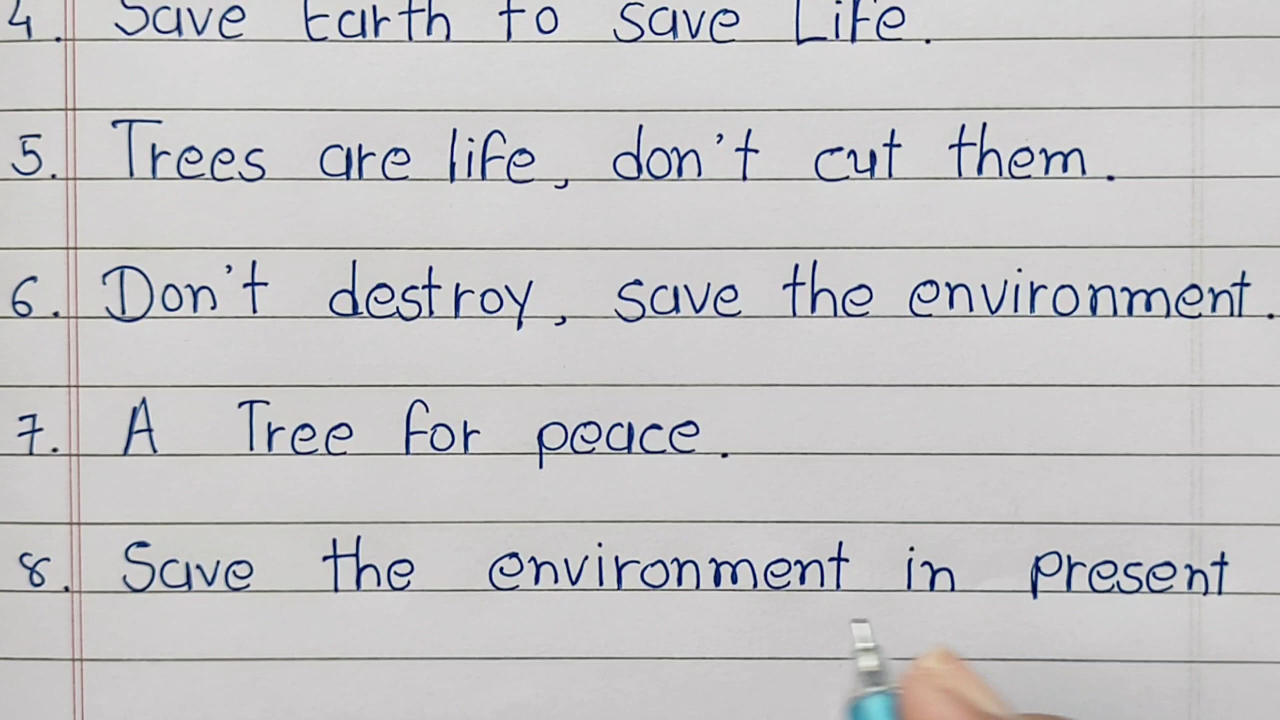 4. Save Earth to save Life.
5. Trees are life, don't cut them.
6. Don't destroy, save the environment.
7. A Tree for peace.
8. Save the environment in present